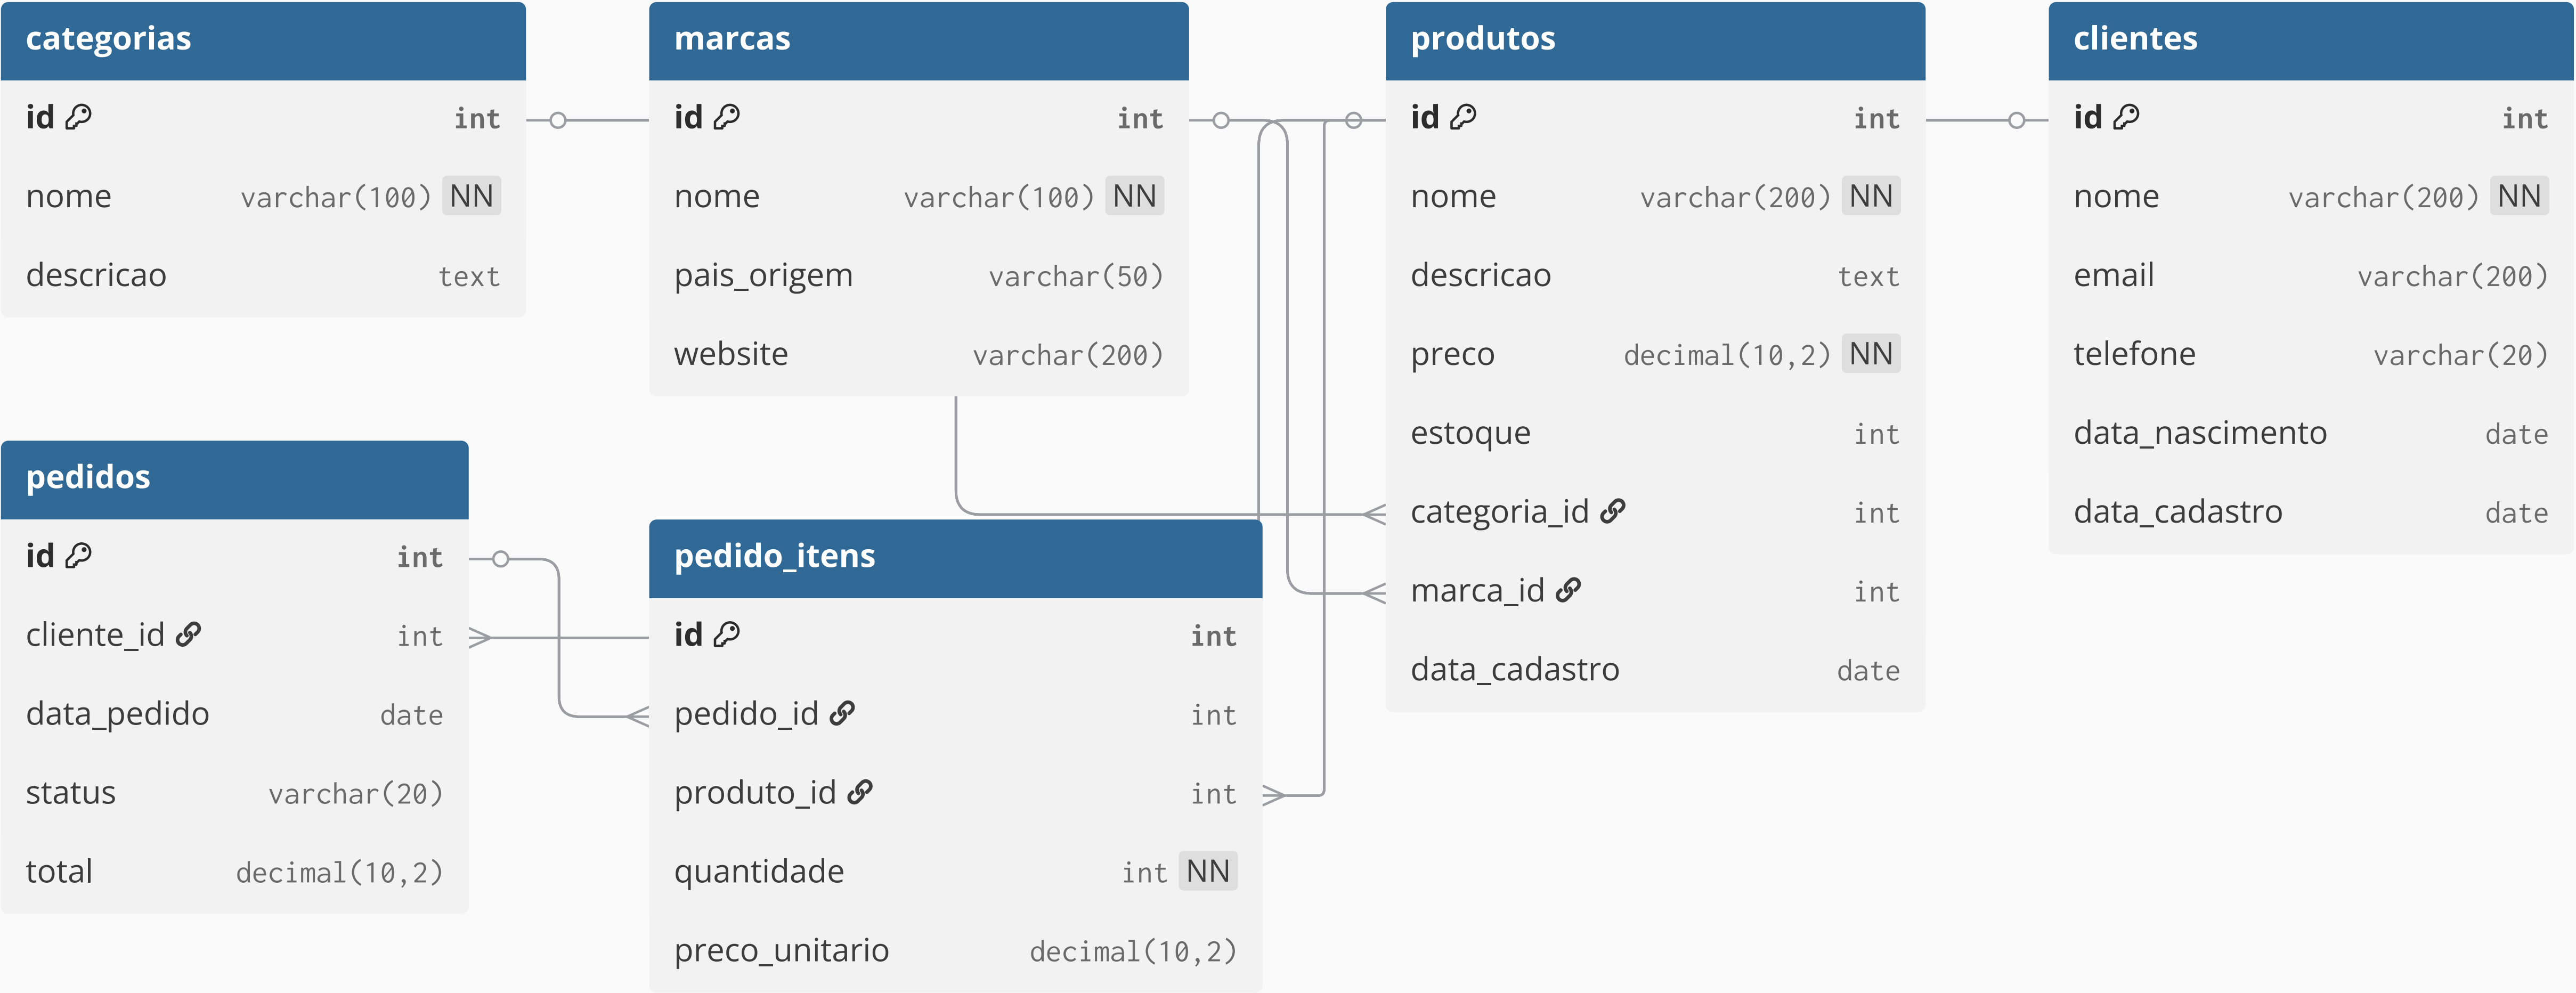 categorias
id int
nome varchar(100) NN
descricao text
marcas
id int
nome varchar(100) NN
pais_origem varchar(50)
website varchar(200)
produtos
id int
nome varchar(200) NN
descricao text
preco decimal(10,2) NN
estoque int
categoria_id int
marca_id int
data_cadastro date
clientes
id int
nome varchar(200) NN
email varchar(200)
telefone varchar(20)
data_nascimento date
data_cadastro date
pedidos
id int
cliente_id int
data_pedido date
status varchar(20)
total decimal(10,2)
pedido_itens
id int
pedido_id int
produto_id int
quantidade int NN
preco_unitario decimal(10,2)